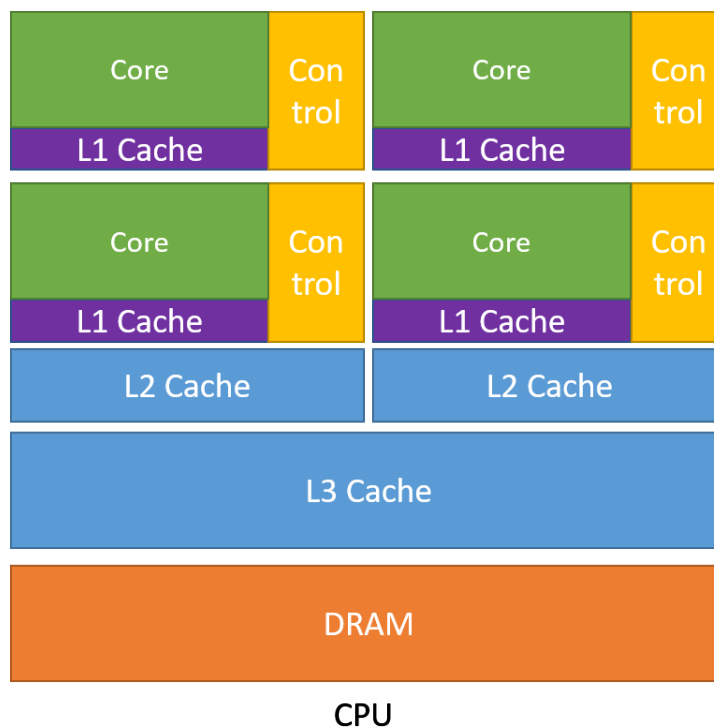 Core
Con
trol
L1 Cache
Core
Con
trol
L1 Cache
Core
Con
trol
L1 Cache
Core
Con
trol
L1 Cache
L2 Cache
L2 Cache
L3 Cache
DRAM
CPU